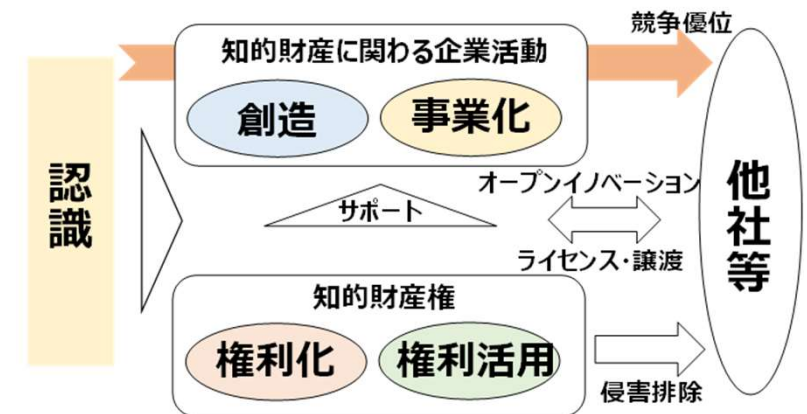 競争優位
知的財産に関わる企業活動
創造
事業化
認識
オープンイノベーション
サポート
他社等
ライセンス・譲渡
知的財産権
権利化
権利活用
侵害排除